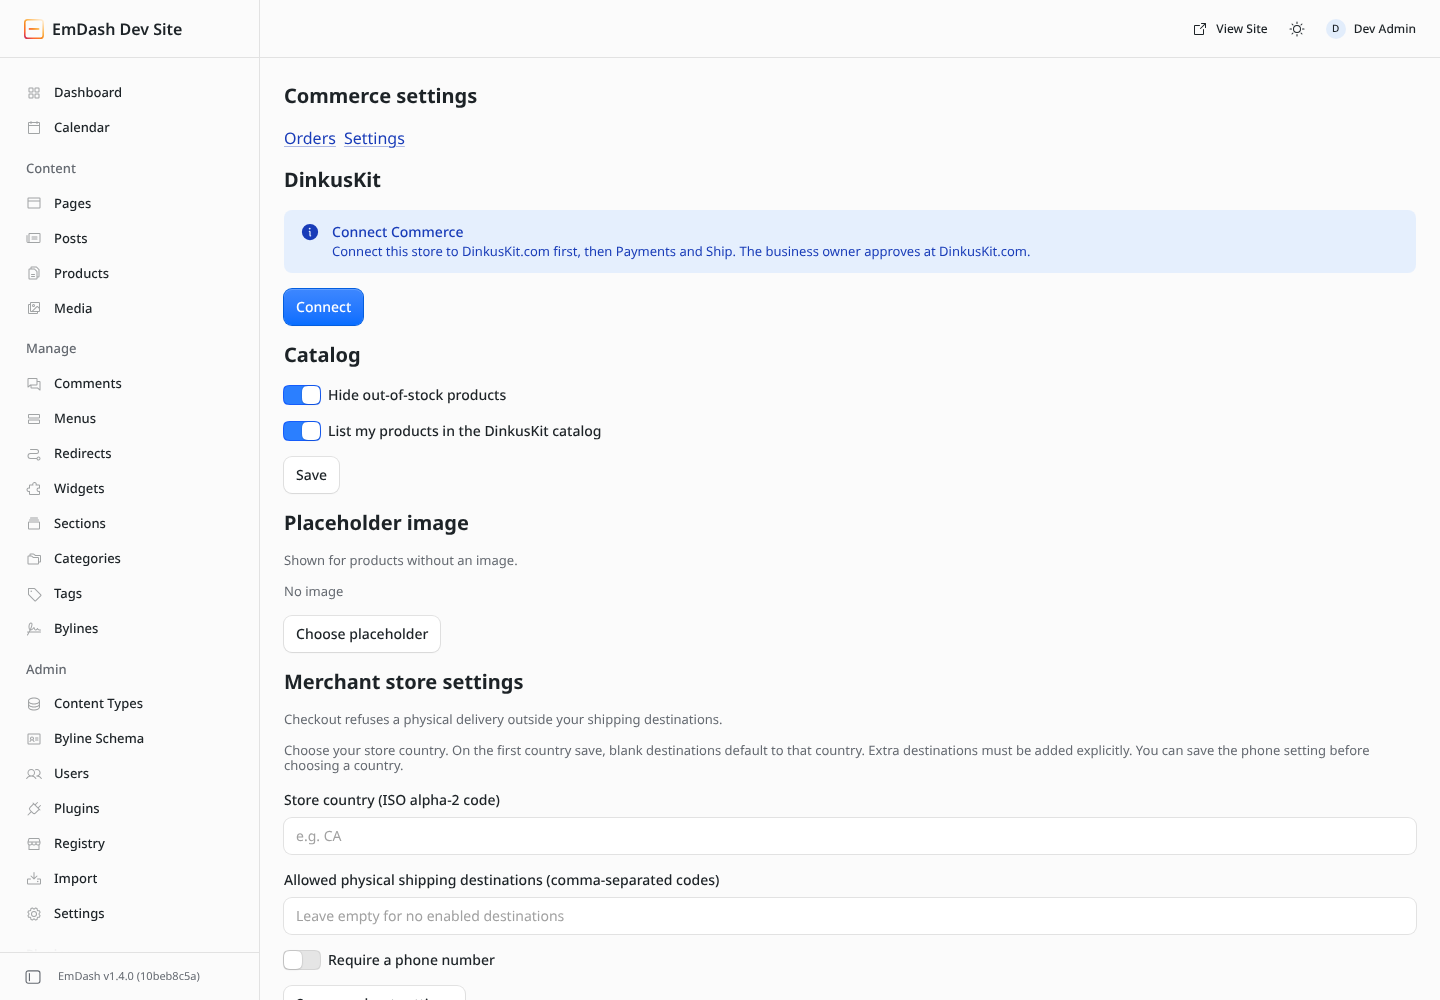 EmDash Dev Site
View Site
D
Dev Admin
Dashboard
Calendar
Content
Pages
Posts
Products
Media
Manage
Comments
Menus
Redirects
Widgets
Sections
Categories
Tags
Bylines
Admin
Content Types
Byline Schema
Users
Plugins
Registry
Import
Settings
EmDash v1.4.0 (10beb8c5a)
Commerce settings
Orders Settings
DinkusKit
Connect Commerce
Connect this store to DinkusKit.com first, then Payments and Ship. The business owner approves at DinkusKit.com.
Connect
Catalog
Hide out-of-stock products
List my products in the DinkusKit catalog
Save
Placeholder image
Shown for products without an image.
No image
Choose placeholder
Merchant store settings
Checkout refuses a physical delivery outside your shipping destinations.
Choose your store country. On the first country save, blank destinations default to that country. Extra destinations must be added explicitly. You can save the phone setting before
choosing a country.
Store country (ISO alpha-2 code)
e.g. CA
Allowed physical shipping destinations (comma-separated codes)
Leave empty for no enabled destinations
Require a phone number